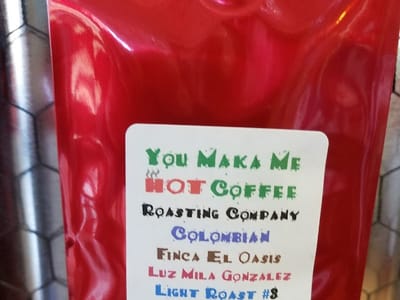 You Maka Me
HOT Coffee
Roasting Company
Colombian
Finca El Oasis
Luz Mila Gonzalez
Light Roast #3